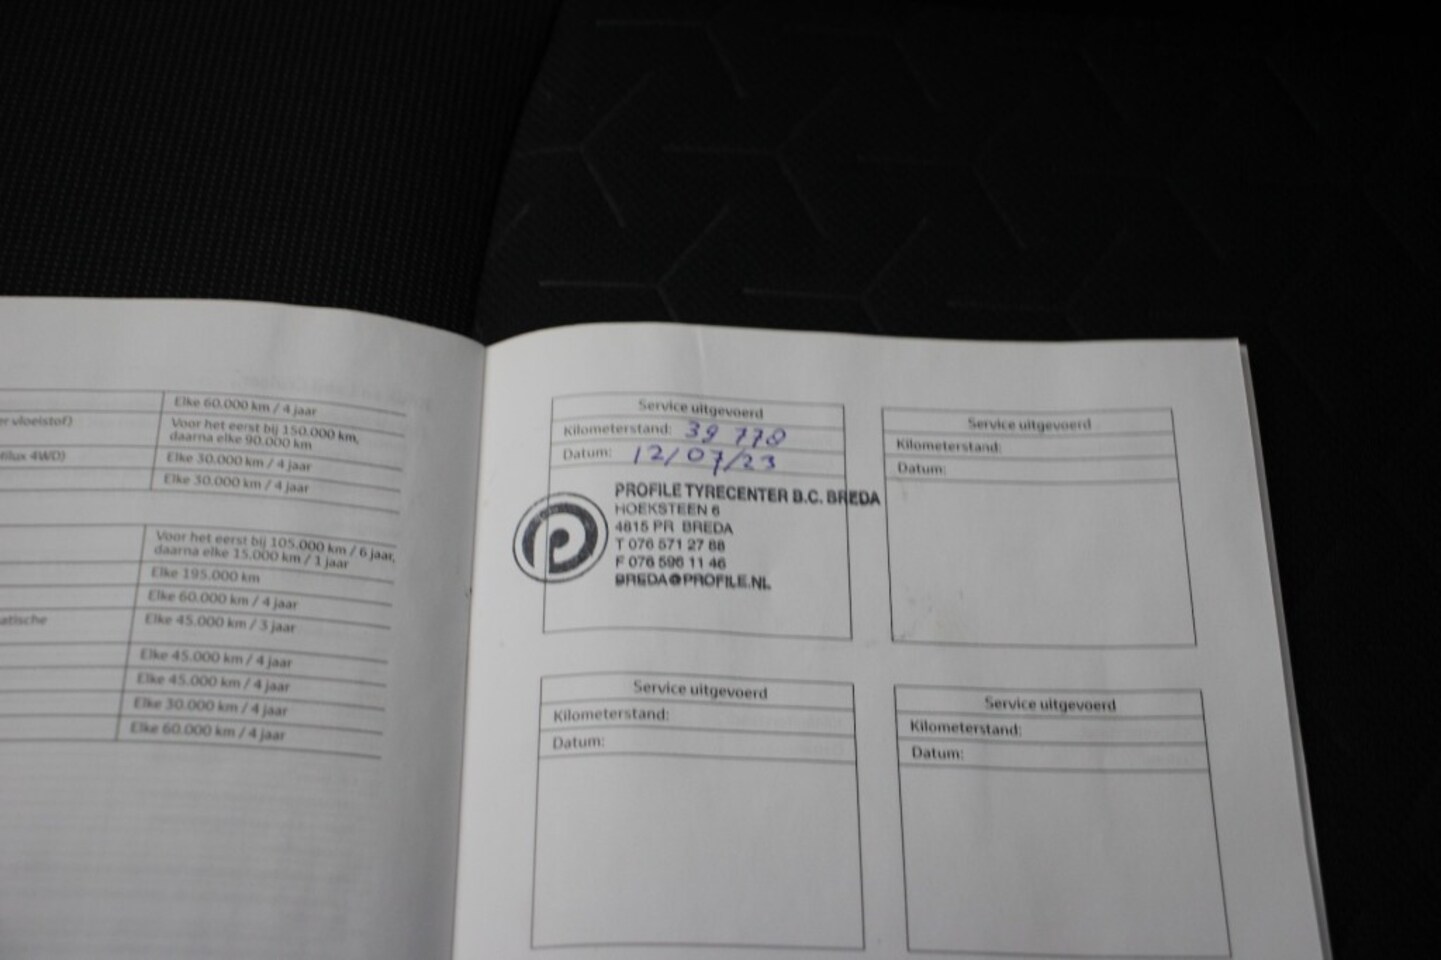 Elke 60.000 km / 4 jaar
er vloeistof)
Voor het eerst bij 150.000 km,
daarna elke 90.000 km
Hilux 4WD)
Elke 30.000 km / 4 jaar
Elke 30.000 km / 4 jaar
Voor het eerst bij 105.000 km / 6 jaar,
daarna elke 15.000 km / 1 jaar
Elke 195.000 km
Elke 60.000 km / 4 jaar
atische
Elke 45.000 km / 3 jaar
Elke 45.000 km / 4 jaar
Elke 45.000 km / 4 jaar
Elke 30.000 km / 4 jaar
Elke 60.000 km / 4 jaar
Service uitgevoerd
Kilometerstand: 39 778
Datum: 12/07/23
PROFILE TYRECENTER B.C. BREDA
HOEKSTEEN 6
4815 PR BREDA
T 076 571 27 88
F 076 596 11 46
BREDA@PROFILE.NL
Service uitgevoerd
Kilometerstand:
Datum:
Service uitgevoerd
Kilometerstand:
Datum:
Service uitgevoerd
Kilometerstand:
Datum: